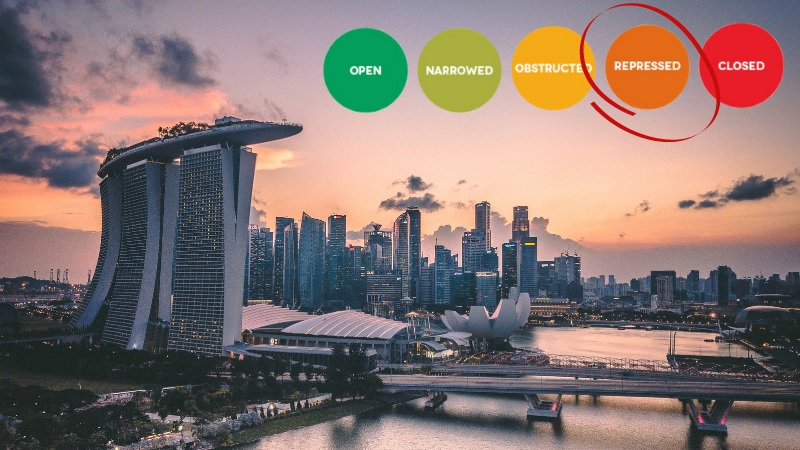 OPEN
NARROWED
OBSTRUCTED
REPRESSED
CLOSED